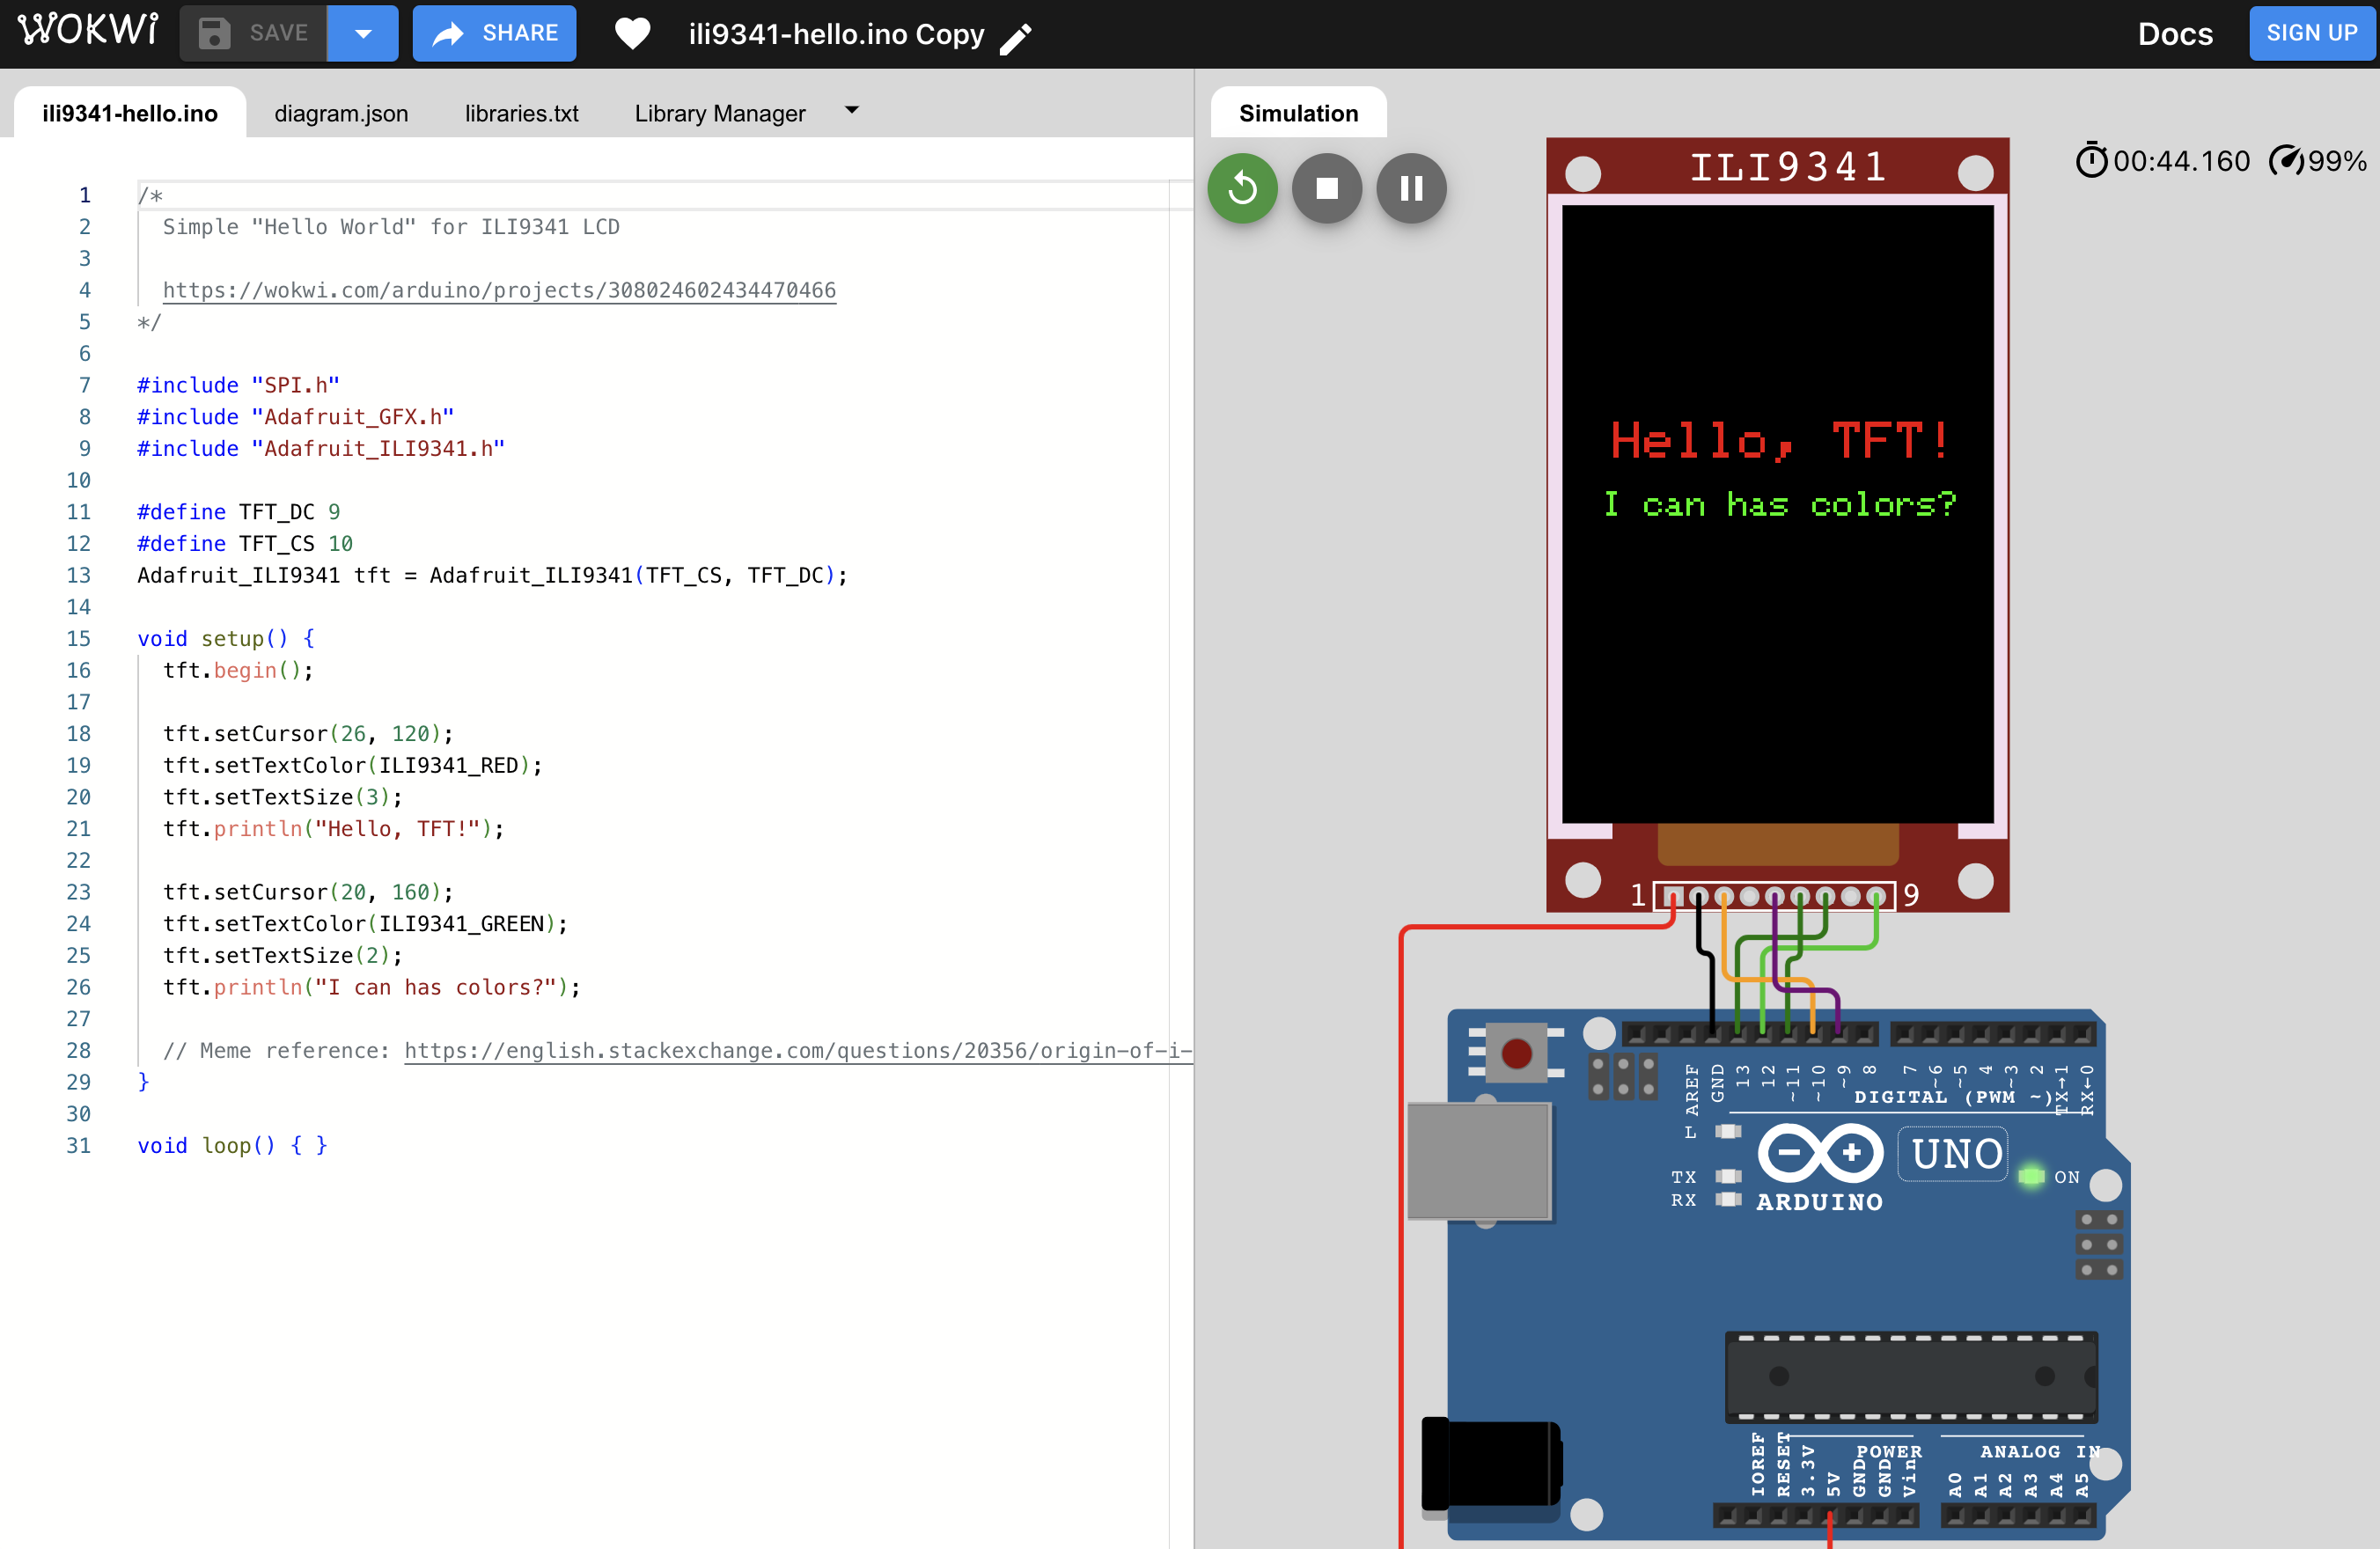 WOKWi SAVE SHARE ili9341-hello.ino Copy Docs SIGN UP
ili9341-hello.ino diagram.json libraries.txt Library Manager
1 /*
2 Simple "Hello World" for ILI9341 LCD
3
4 https://wokwi.com/arduino/projects/308024602434470466
5 */
6
7 #include "SPI.h"
8 #include "Adafruit_GFX.h"
9 #include "Adafruit_ILI9341.h"
10
11 #define TFT_DC 9
12 #define TFT_CS 10
13 Adafruit_ILI9341 tft = Adafruit_ILI9341(TFT_CS, TFT_DC);
14
15 void setup() {
16 tft.begin();
17
18 tft.setCursor(26, 120);
19 tft.setTextColor(ILI9341_RED);
20 tft.setTextSize(3);
21 tft.println("Hello, TFT!");
22
23 tft.setCursor(20, 160);
24 tft.setTextColor(ILI9341_GREEN);
25 tft.setTextSize(2);
26 tft.println("I can has colors?");
27
28 // Meme reference: https://english.stackexchange.com/questions/20356/origin-of-i-
29 }
30
31 void loop() { }
Simulation
00:44.160 99%
ILI9341
Hello, TFT!
I can has colors?
1 9
AREF GND 13 12 ~11 ~10 ~9 8 7 ~6 ~5 4 ~3 2 TX→1 RX←0
DIGITAL (PWM ~)
L
TX
RX
UNO
ON
ARDUINO
IOREF RESET 3.3V 5V GND GND Vin
POWER
ANALOG IN
A0 A1 A2 A3 A4 A5